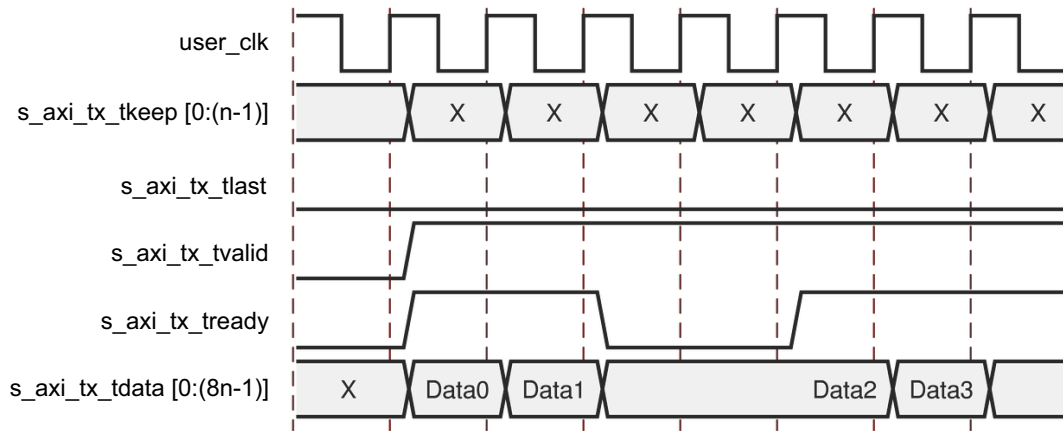 user_clk
s_axi_tx_tkeep [0:(n-1)] X X X X X X X
s_axi_tx_tlast
s_axi_tx_tvalid
s_axi_tx_tready
s_axi_tx_tdata [0:(8n-1)] X Data0 Data1 Data2 Data3